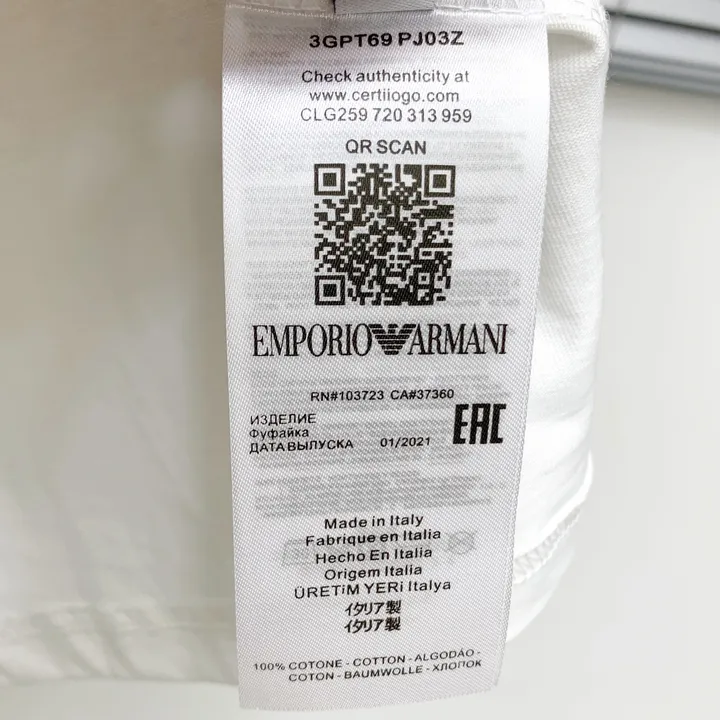 3GPT69 PJ03Z
Check authenticity at
www.certiiogo.com
CLG259 720 313 959
QR SCAN
EMPORIO ARMANI
RN#103723 CA#37360
ИЗДЕЛИЕ
Фуфайка
ДАТА ВЫЛУСКА 01/2021
EAC
Made in Italy
Fabrique en Italia
Hecho En Italia
Origem Italia
ÜRETiM YERi Italya
イタリア製
イタリア製
100% COTONE - COTTON - ALGODÃO -
COTON - BAUMWOLLE - ХЛОПОК